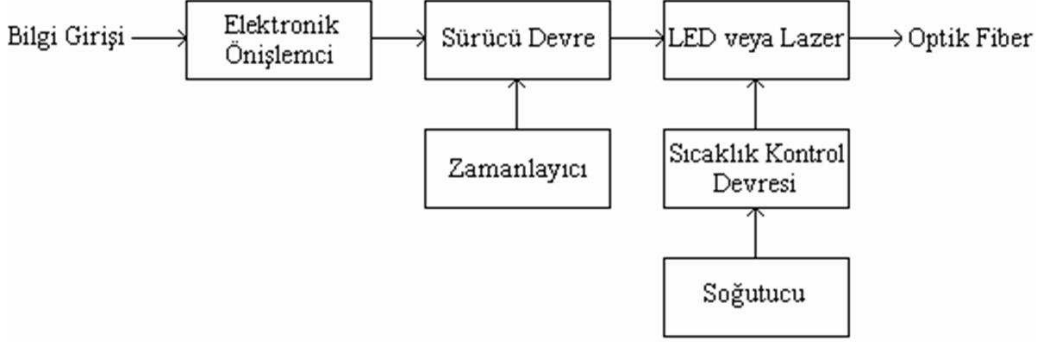 Bilgi Girişi
Elektronik
Önişlemci
Sürücü Devre
LED veya Lazer
Optik Fiber
Zamanlayıcı
Sıcaklık Kontrol
Devresi
Soğutucu